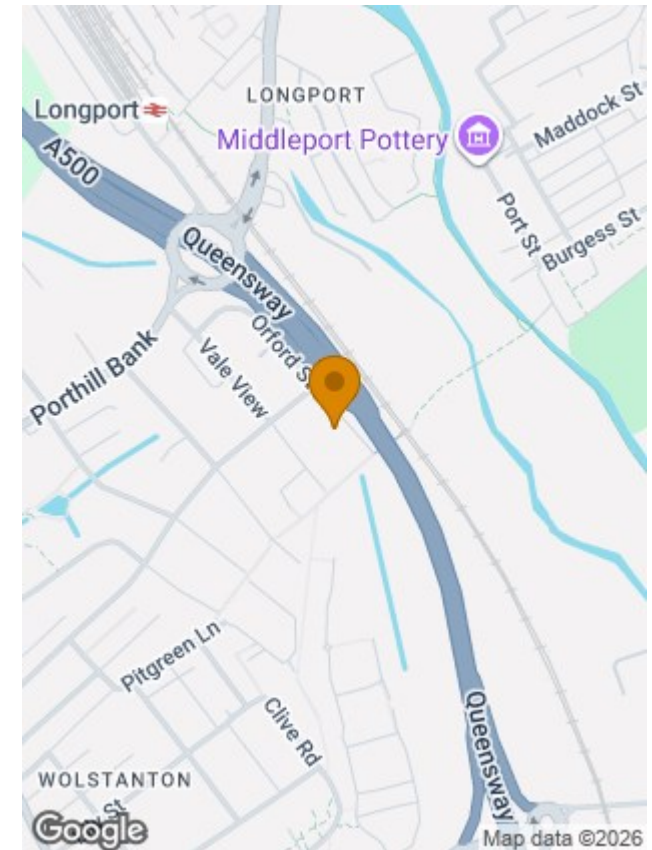 LONGPORT
Longport
Maddock St
Middleport Pottery
A500
Port St
Burgess St
Queensway
Orford S
Vale View
Porthill Bank
Pitgreen Ln
Clive Rd
Queensway
WOLSTANTON
St
Google
Map data ©2026